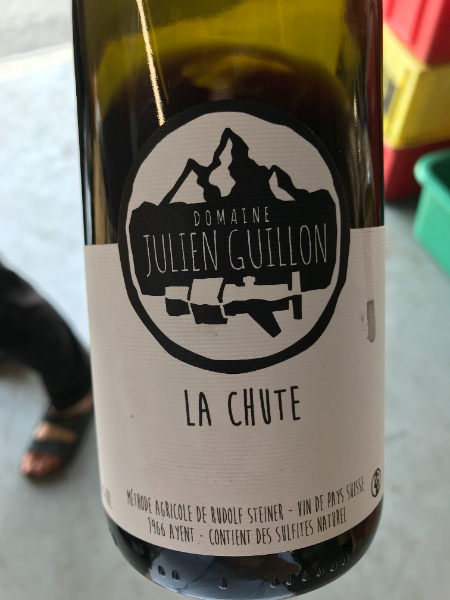 DOMAINE
JULIEN GUILLON
LA CHUTE
MÉTHODE AGRICOLE DE RUDOLF STEINER - VIN DE PAYS SUISSE
1966 AYENT - CONTIENT DES SULFITES NATUREL